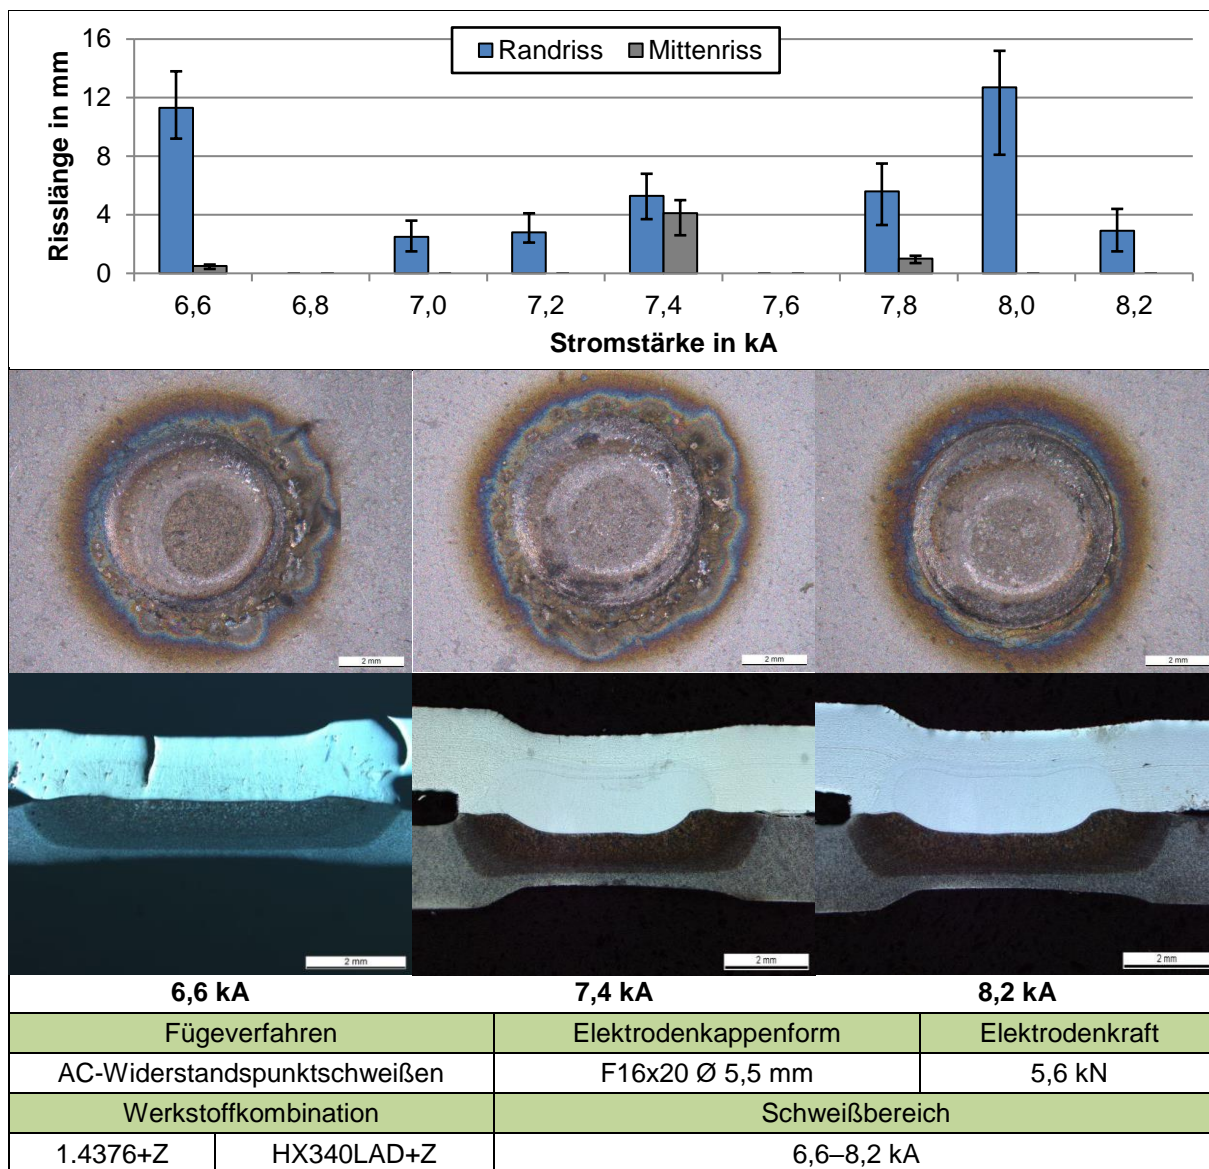 16
Randriss Mittenriss
12
8
4
0
Risslänge in mm
6,6 6,8 7,0 7,2 7,4 7,6 7,8 8,0 8,2
Stromstärke in kA
2 mm 2 mm 2 mm
2 mm 2 mm 2 mm
6,6 kA 7,4 kA 8,2 kA
Fügeverfahren Elektrodenkappenform Elektrodenkraft
AC-Widerstandspunktschweißen F16x20 Ø 5,5 mm 5,6 kN
Werkstoffkombination Schweißbereich
1.4376+Z HX340LAD+Z 6,6–8,2 kA